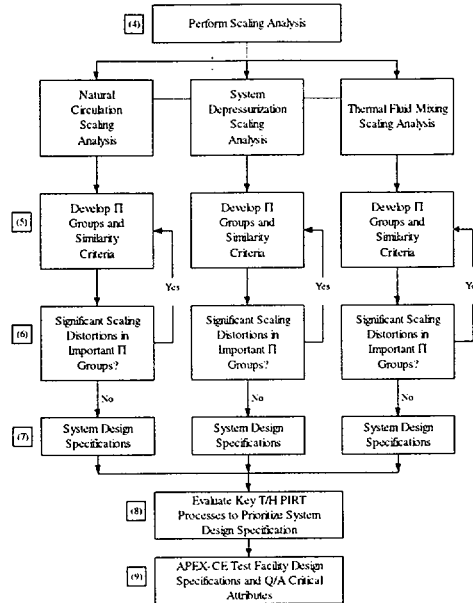 (4)
Perform Scaling Analysis
Natural
Circulation
Scaling
Analysis
System
Depressurization
Scaling
Analysis
Thermal Fluid Mixing
Scaling Analysis
(5)
Develop Π
Groups and
Similarity
Criteria
Develop Π
Groups and
Similarity
Criteria
Develop Π
Groups and
Similarity
Criteria
Yes
Yes
(6)
Significant Scaling
Distortions in
Important Π
Groups?
Significant Scaling
Distortions in
Important Π
Groups?
Significant Scaling
Distortions in
Important Π
Groups?
No
No
No
(7)
System Design
Specifications
System Design
Specifications
System Design
Specifications
(8)
Evaluate Key T/H PIRT
Processes to Prioritize System
Design Specification
(9)
APEX-CE Test Facility Design
Specifications and Q/A Critical
Attributes